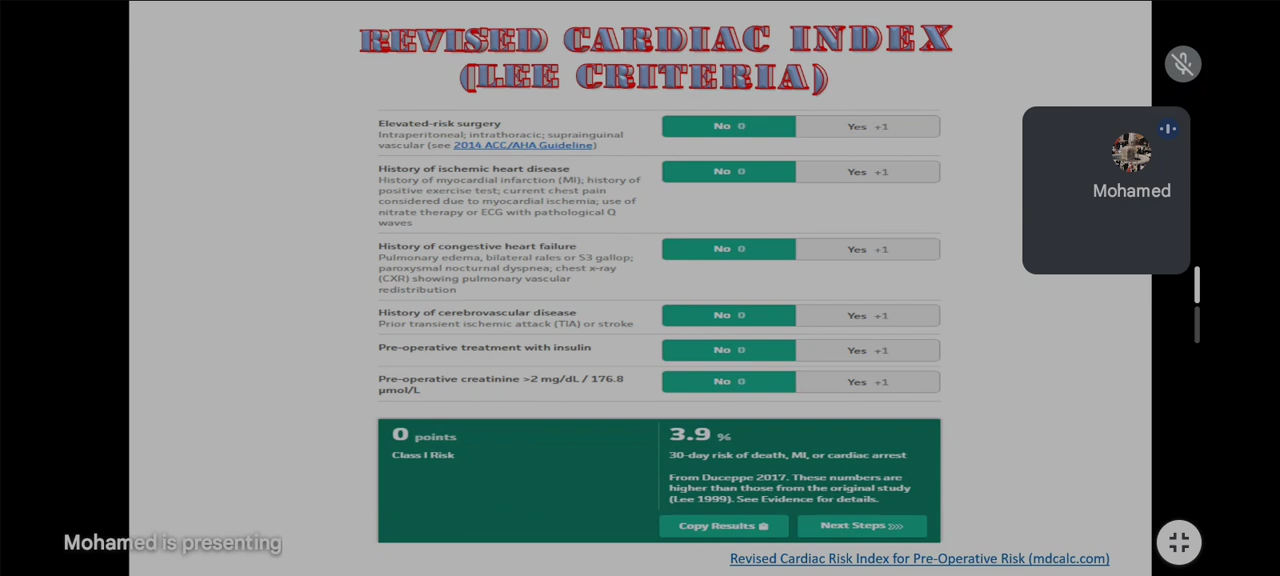 REVISED CARDIAC INDEX
(LEE CRITERIA)
Elevated-risk surgery
Intraperitoneal; intrathoracic; suprainguinal
vascular (see 2014 ACC/AHA Guideline)
No 0
Yes +1
History of ischemic heart disease
History of myocardial infarction (MI); history of
positive exercise test; current chest pain
considered due to myocardial ischemia; use of
nitrate therapy or ECG with pathological Q
waves
No 0
Yes +1
History of congestive heart failure
Pulmonary edema, bilateral rales or S3 gallop;
paroxysmal nocturnal dyspnea; chest x-ray
(CXR) showing pulmonary vascular
redistribution
No 0
Yes +1
History of cerebrovascular disease
Prior transient ischemic attack (TIA) or stroke
No 0
Yes +1
Pre-operative treatment with insulin
No 0
Yes +1
Pre-operative creatinine >2 mg/dL / 176.8
µmol/L
No 0
Yes +1
0 points
Class I Risk
3.9 %
30-day risk of death, MI, or cardiac arrest
From Duceppe 2017. These numbers are
higher than those from the original study
(Lee 1999). See Evidence for details.
Copy Results
Next Steps
Revised Cardiac Risk Index for Pre-Operative Risk (mdcalc.com)
Mohamed
Mohamed is presenting